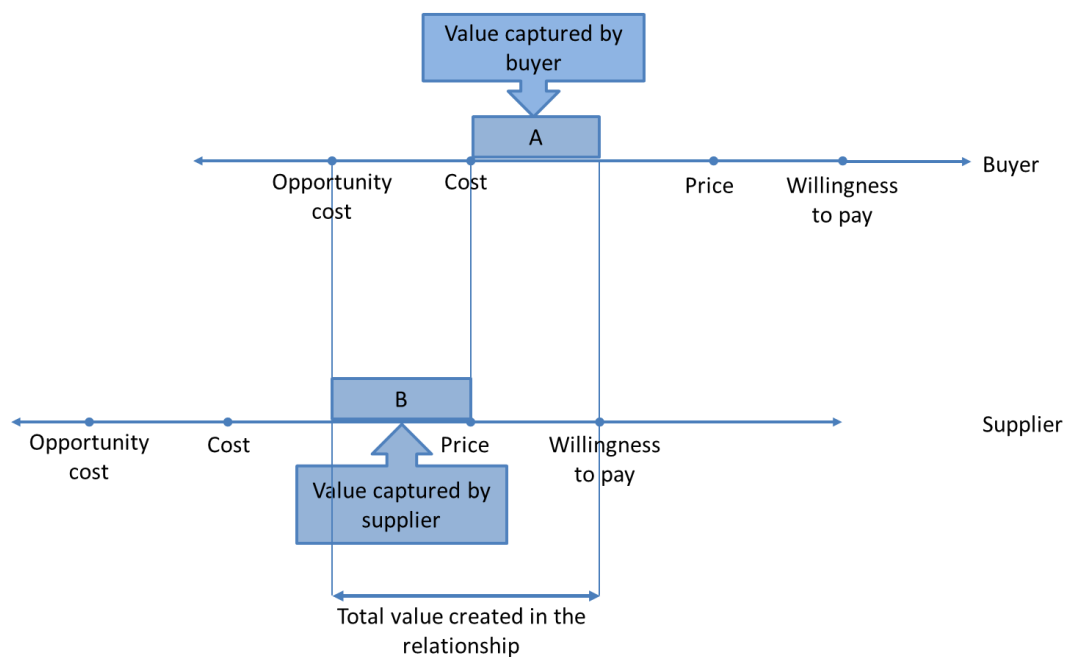 Value captured by
buyer
A
Buyer
Opportunity
cost
Cost
Price
Willingness
to pay
B
Supplier
Opportunity
cost
Cost
Price
Willingness
to pay
Value captured by
supplier
Total value created in the
relationship